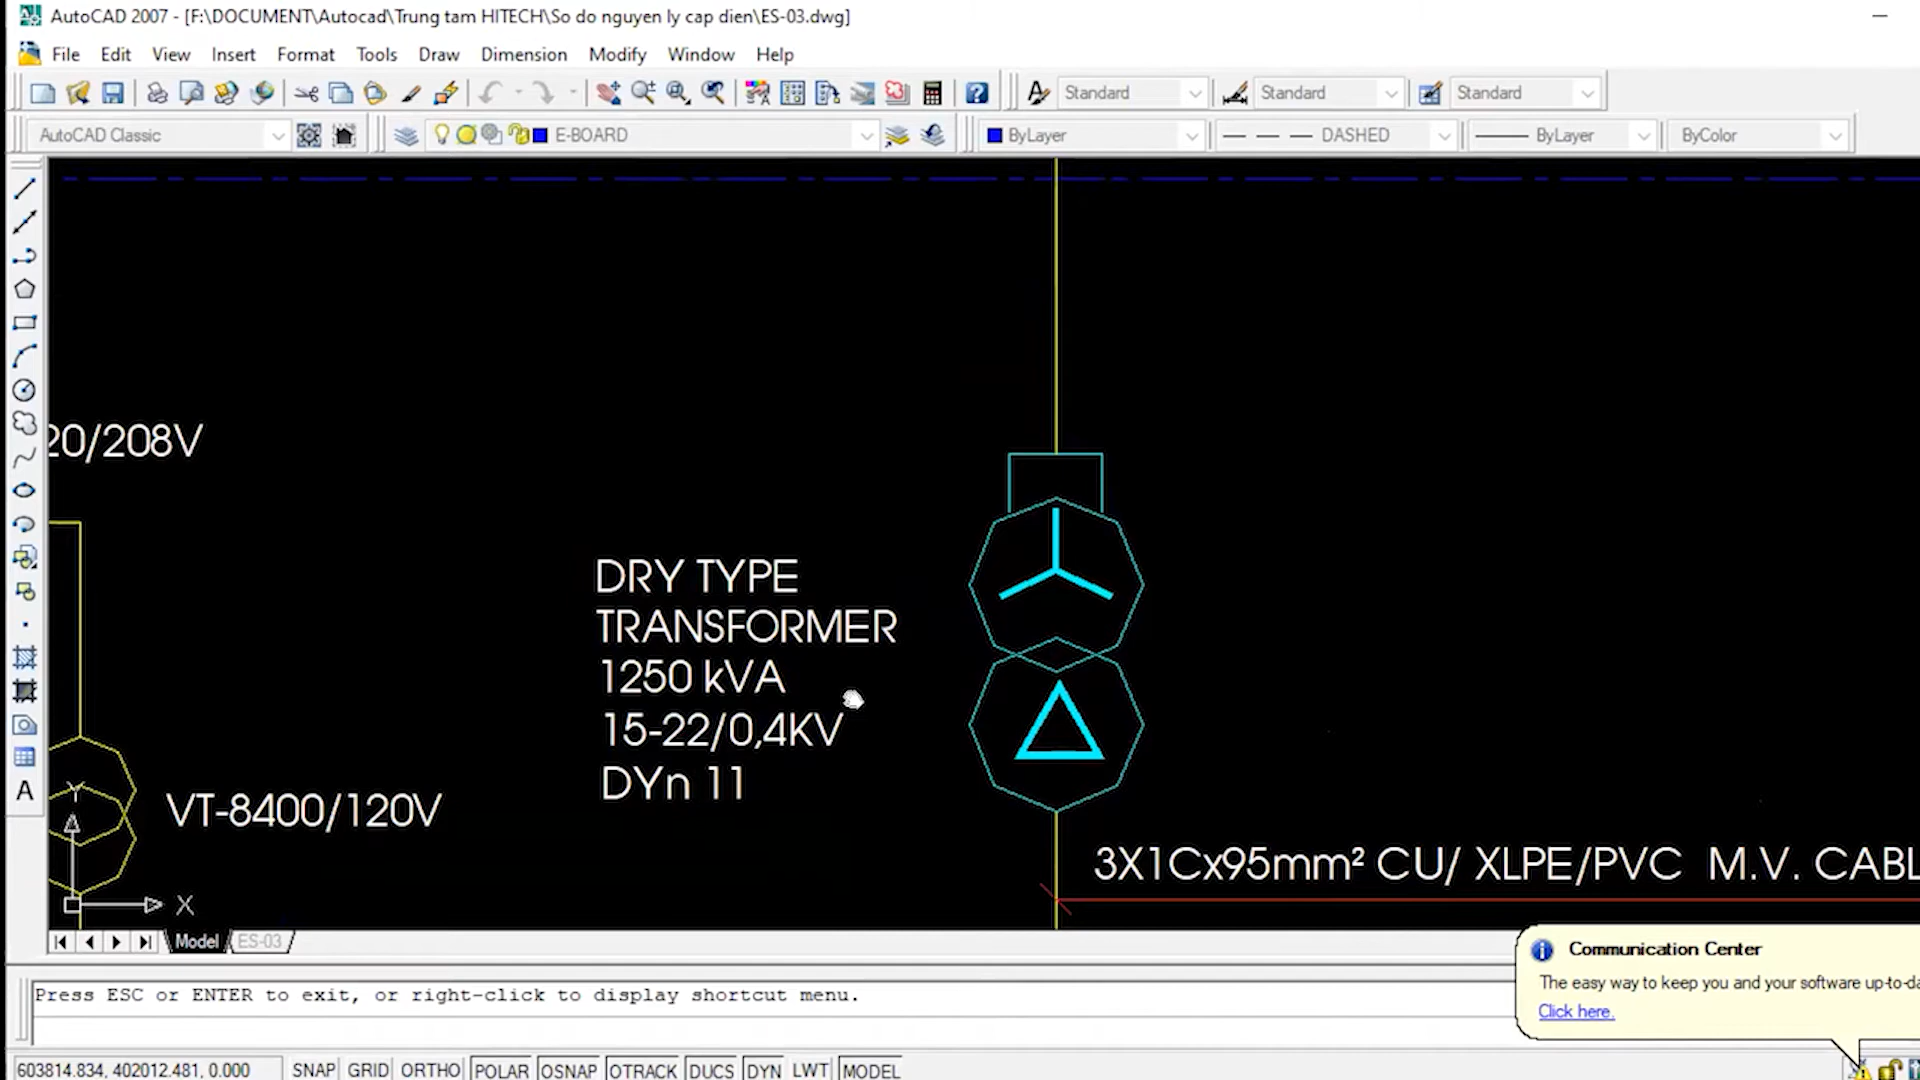 AutoCAD 2007 - [F:\DOCUMENT\Autocad\Trung tam HITECH\So do nguyen ly cap dien\ES-03.dwg]
File Edit View Insert Format Tools Draw Dimension Modify Window Help
Standard Standard Standard
AutoCAD Classic E-BOARD ByLayer DASHED ByLayer ByColor
20/208V
DRY TYPE
TRANSFORMER
1250 kVA
15-22/0,4KV
DYn 11
VT-8400/120V
Y
X
3X1Cx95mm² CU/ XLPE/PVC M.V. CABL
Model ES-03
Communication Center
The easy way to keep you and your software up-to-da
Click here.
Press ESC or ENTER to exit, or right-click to display shortcut menu.
603814.834, 402012.481, 0.000 SNAP GRID ORTHO POLAR OSNAP OTRACK DUCS DYN LWT MODEL